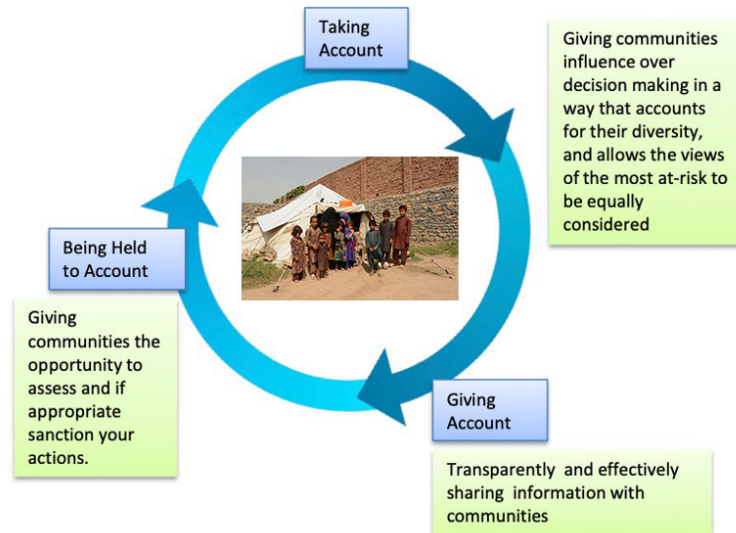 Taking
Account
Giving communities
influence over
decision making in a
way that accounts
for their diversity,
and allows the views
of the most at-risk to
be equally
considered
Giving
Account
Transparently and effectively
sharing information with
communities
Being Held
to Account
Giving
communities the
opportunity to
assess and if
appropriate
sanction your
actions.